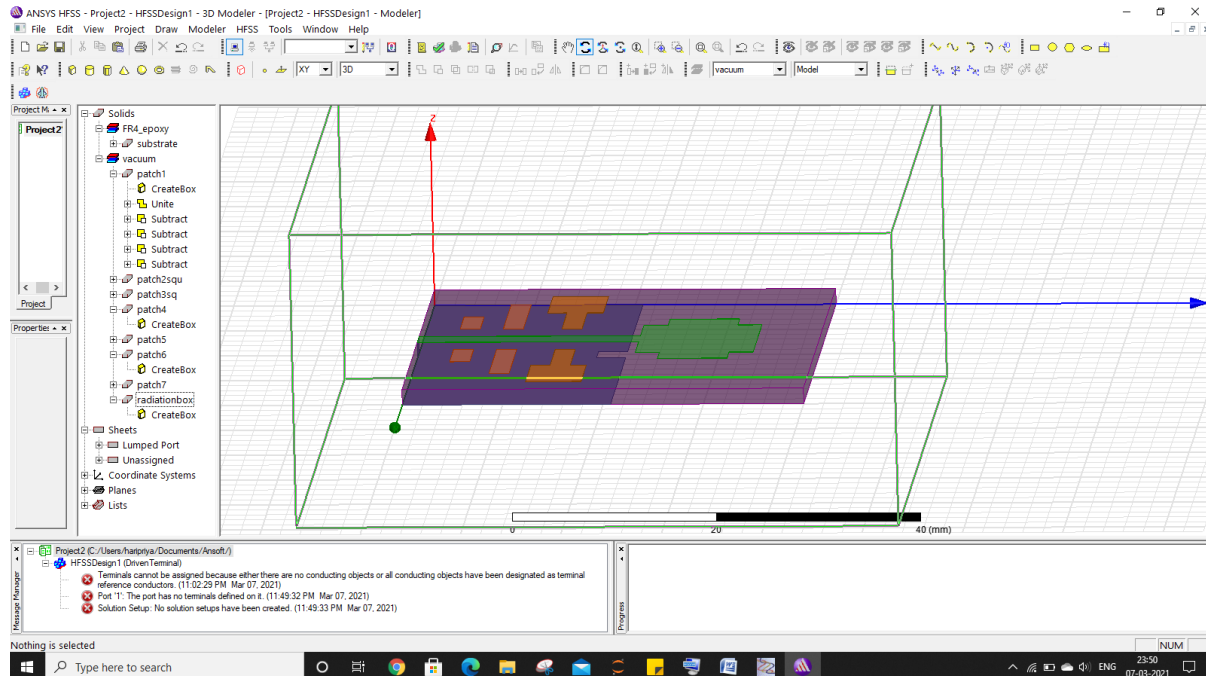 ANSYS HFSS - Project2 - HFSSDesign1 - 3D Modeler - [Project2 - HFSSDesign1 - Modeler]
File Edit View Project Draw Modeler HFSS Tools Window Help
XY 3D vacuum Model
Project M
Project2
Project
Properties
Solids
FR4_epoxy
substrate
vacuum
patch1
CreateBox
Unite
Subtract
Subtract
Subtract
Subtract
patch2squ
patch3sq
patch4
CreateBox
patch5
patch6
CreateBox
patch7
radiationbox
CreateBox
Sheets
Lumped Port
Unassigned
Coordinate Systems
Planes
Lists
z
0 20 40 (mm)
Message Manager
Project2 (C:/Users/haripriya/Documents/Ansoft/)
HFSSDesign1 (DrivenTerminal)
Terminals cannot be assigned because either there are no conducting objects or all conducting objects have been designated as terminal
reference conductors. (11:02:29 PM Mar 07, 2021)
Port '1': The port has no terminals defined on it. (11:49:32 PM Mar 07, 2021)
Solution Setup: No solution setups have been created. (11:49:33 PM Mar 07, 2021)
Progress
Nothing is selected
NUM
Type here to search
ENG
23:50
07-03-2021